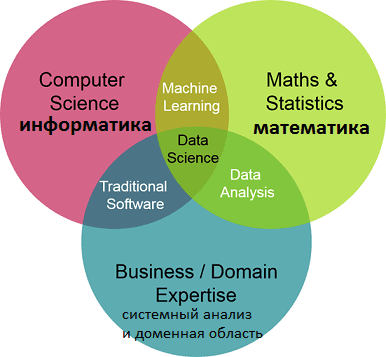 Computer
Science
информатика
Machine
Learning
Maths &
Statistics
математика
Data
Science
Traditional
Software
Data
Analysis
Business / Domain
Expertise
системный анализ
и доменная область